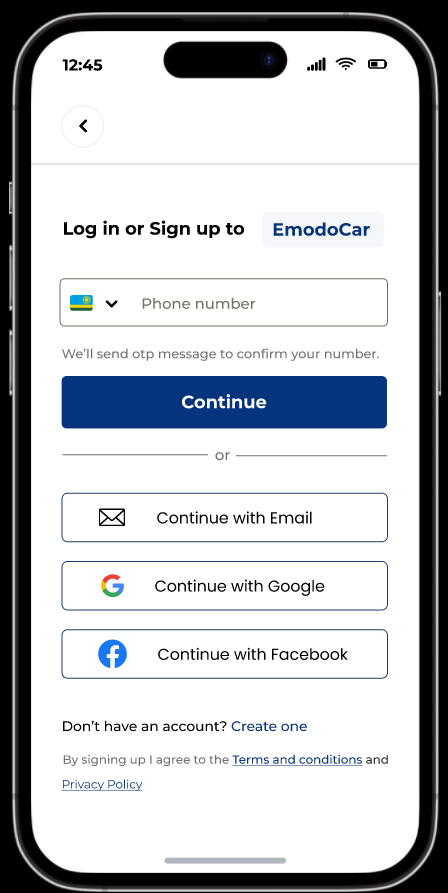 12:45
Log in or Sign up to EmodoCar
Phone number
We'll send otp message to confirm your number.
Continue
or
Continue with Email
Continue with Google
Continue with Facebook
Don't have an account? Create one
By signing up I agree to the Terms and conditions and
Privacy Policy